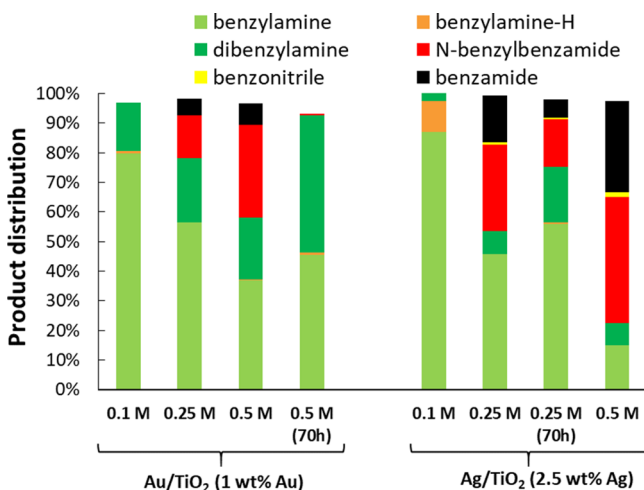 benzylamine
benzylamine-H
dibenzylamine
N-benzylbenzamide
benzonitrile
benzamide
Product distribution
100%
90%
80%
70%
60%
50%
40%
30%
20%
10%
0%
0.1 M 0.25 M 0.5 M 0.5 M 0.1 M 0.25 M 0.25 M 0.5 M
(70h) (70h)
Au/TiO₂ (1 wt% Au) Ag/TiO₂ (2.5 wt% Ag)